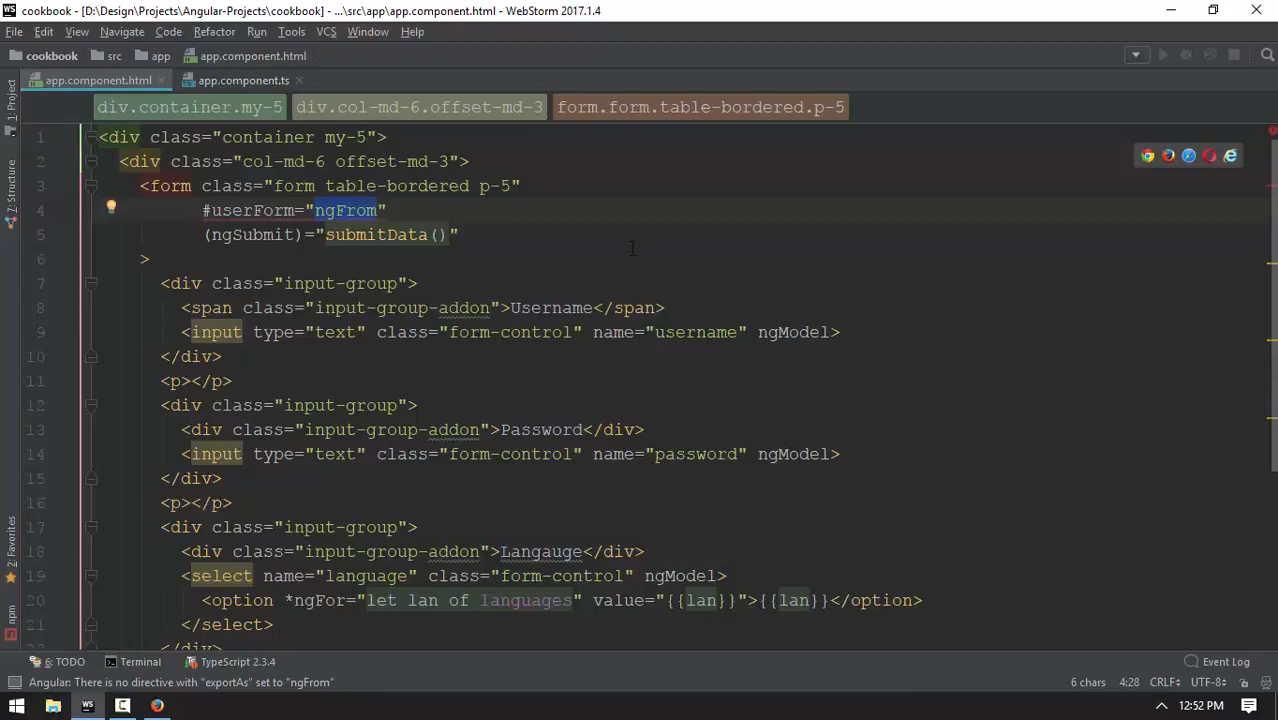 cookbook - [D:\Design\Projects\Angular-Projects\cookbook] - ...\src\app\app.component.html - WebStorm 2017.1.4
File Edit View Navigate Code Refactor Run Tools VCS Window Help
cookbook src app app.component.html
app.component.html app.component.ts
div.container.my-5 div.col-md-6.offset-md-3 form.form.table-bordered.p-5
1: Project
Z: Structure
2: Favorites
npm
1 <div class="container my-5">
2 <div class="col-md-6 offset-md-3">
3 <form class="form table-bordered p-5"
4 #userForm="ngFrom"
5 (ngSubmit)="submitData()"
6 >
7 <div class="input-group">
8 <span class="input-group-addon">Username</span>
9 <input type="text" class="form-control" name="username" ngModel>
10 </div>
11 <p></p>
12 <div class="input-group">
13 <div class="input-group-addon">Password</div>
14 <input type="text" class="form-control" name="password" ngModel>
15 </div>
16 <p></p>
17 <div class="input-group">
18 <div class="input-group-addon">Langauge</div>
19 <select name="language" class="form-control" ngModel>
20 <option *ngFor="let lan of languages" value="{{lan}}">{{lan}}</option>
21 </select>
22 </div>
6: TODO Terminal TypeScript 2.3.4 Event Log
Angular: There is no directive with "exportAs" set to "ngFrom" 6 chars 4:28 CRLF UTF-8
WS 12:52 PM